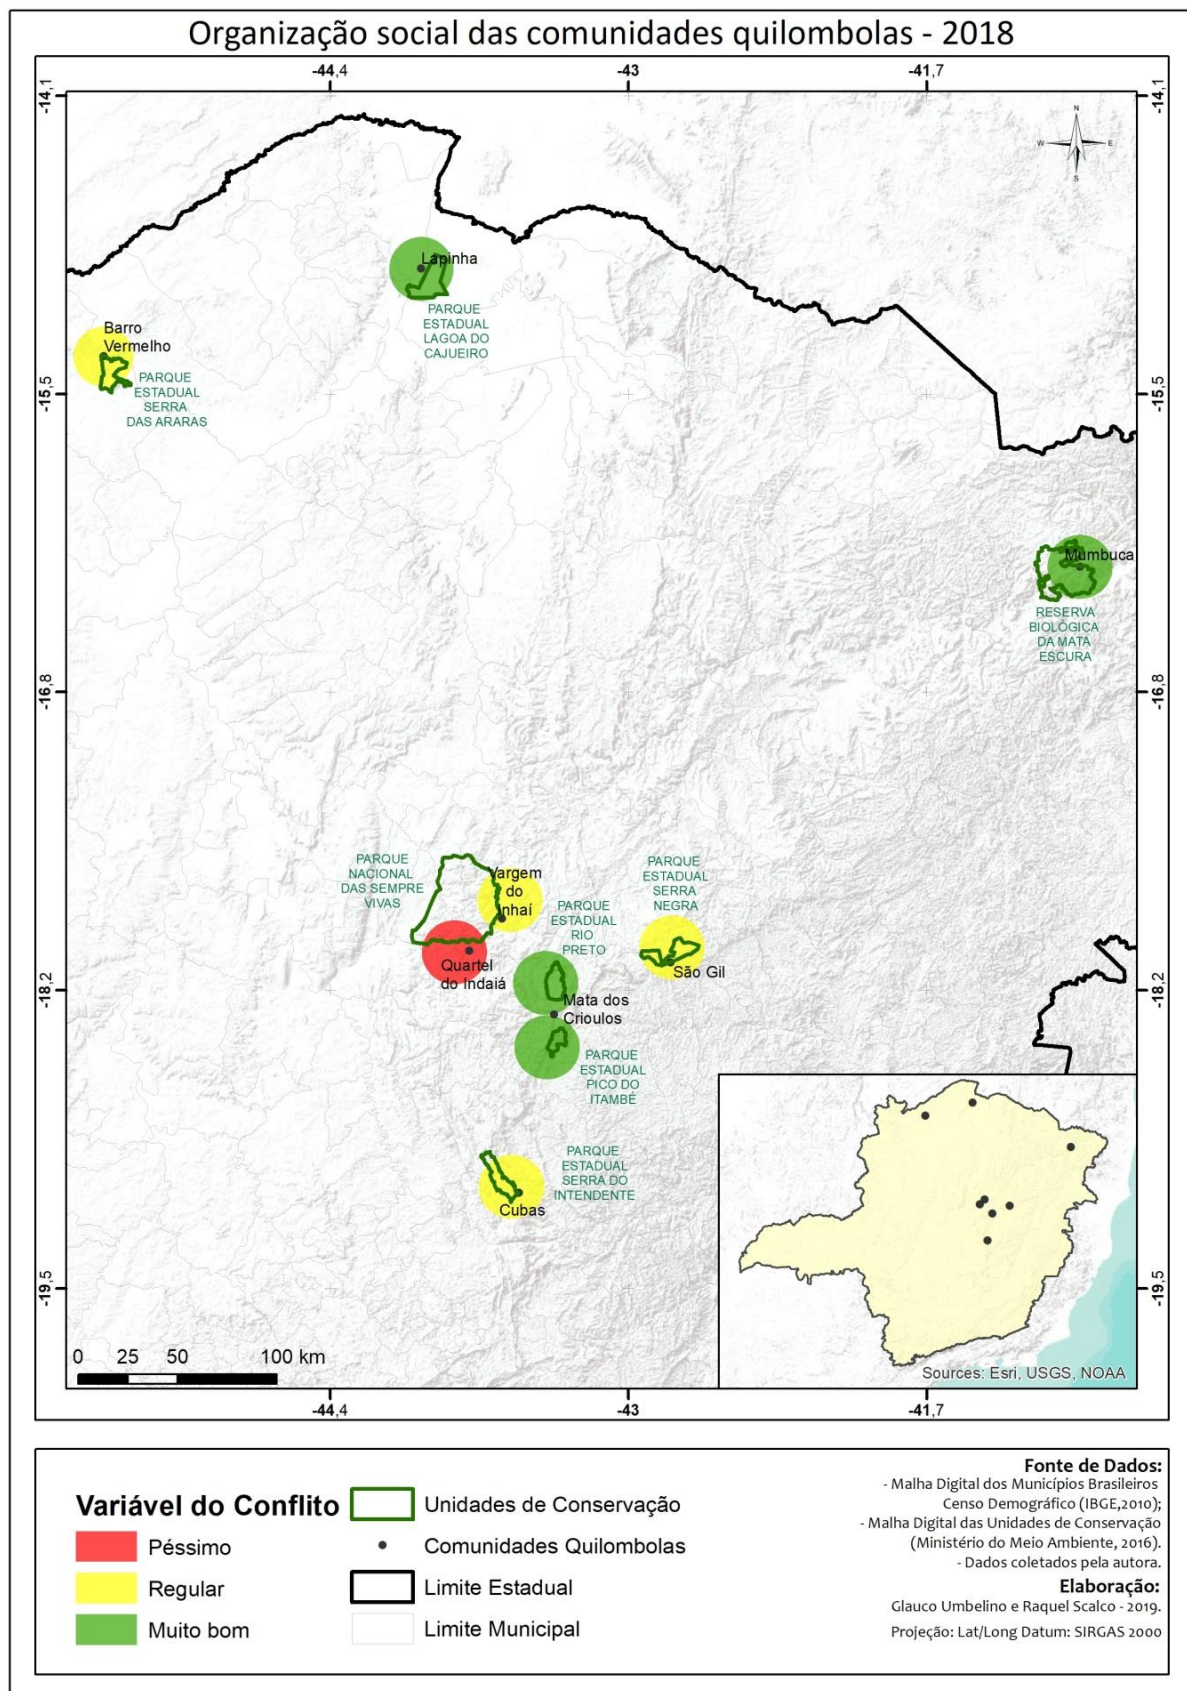 Organização social das comunidades quilombolas - 2018
-44,4
-43
-41,7
-14,1
-14,1
N
W
E
S
Lapinha
PARQUE
ESTADUAL
LAGOA DO
CAJUEIRO
Barro
Vermelho
PARQUE
ESTADUAL
SERRA
DAS ARARAS
-15,5
-15,5
Mumbuca
RESERVA
BIOLÓGICA
DA MATA
ESCURA
-16,8
-16,8
PARQUE
NACIONAL
DAS SEMPRE
VIVAS
Vargem
do
Inhaí
PARQUE
ESTADUAL
RIO
PRETO
PARQUE
ESTADUAL
SERRA
NEGRA
Quartel
do Indaiá
São Gil
-18,2
-18,2
Mata dos
Crioulos
PARQUE
ESTADUAL
PICO DO
ITAMBÉ
PARQUE
ESTADUAL
SERRA DO
INTENDENTE
Cubas
-19,5
-19,5
0 25 50 100 km
Sources: Esri, USGS, NOAA
-44,4
-43
-41,7
Variável do Conflito
Péssimo
Regular
Muito bom
Unidades de Conservação
Comunidades Quilombolas
Limite Estadual
Limite Municipal
Fonte de Dados:
- Malha Digital dos Municípios Brasileiros
Censo Demográfico (IBGE,2010);
- Malha Digital das Unidades de Conservação
(Ministério do Meio Ambiente, 2016).
- Dados coletados pela autora.
Elaboração:
Glauco Umbelino e Raquel Scalco - 2019.
Projeção: Lat/Long Datum: SIRGAS 2000